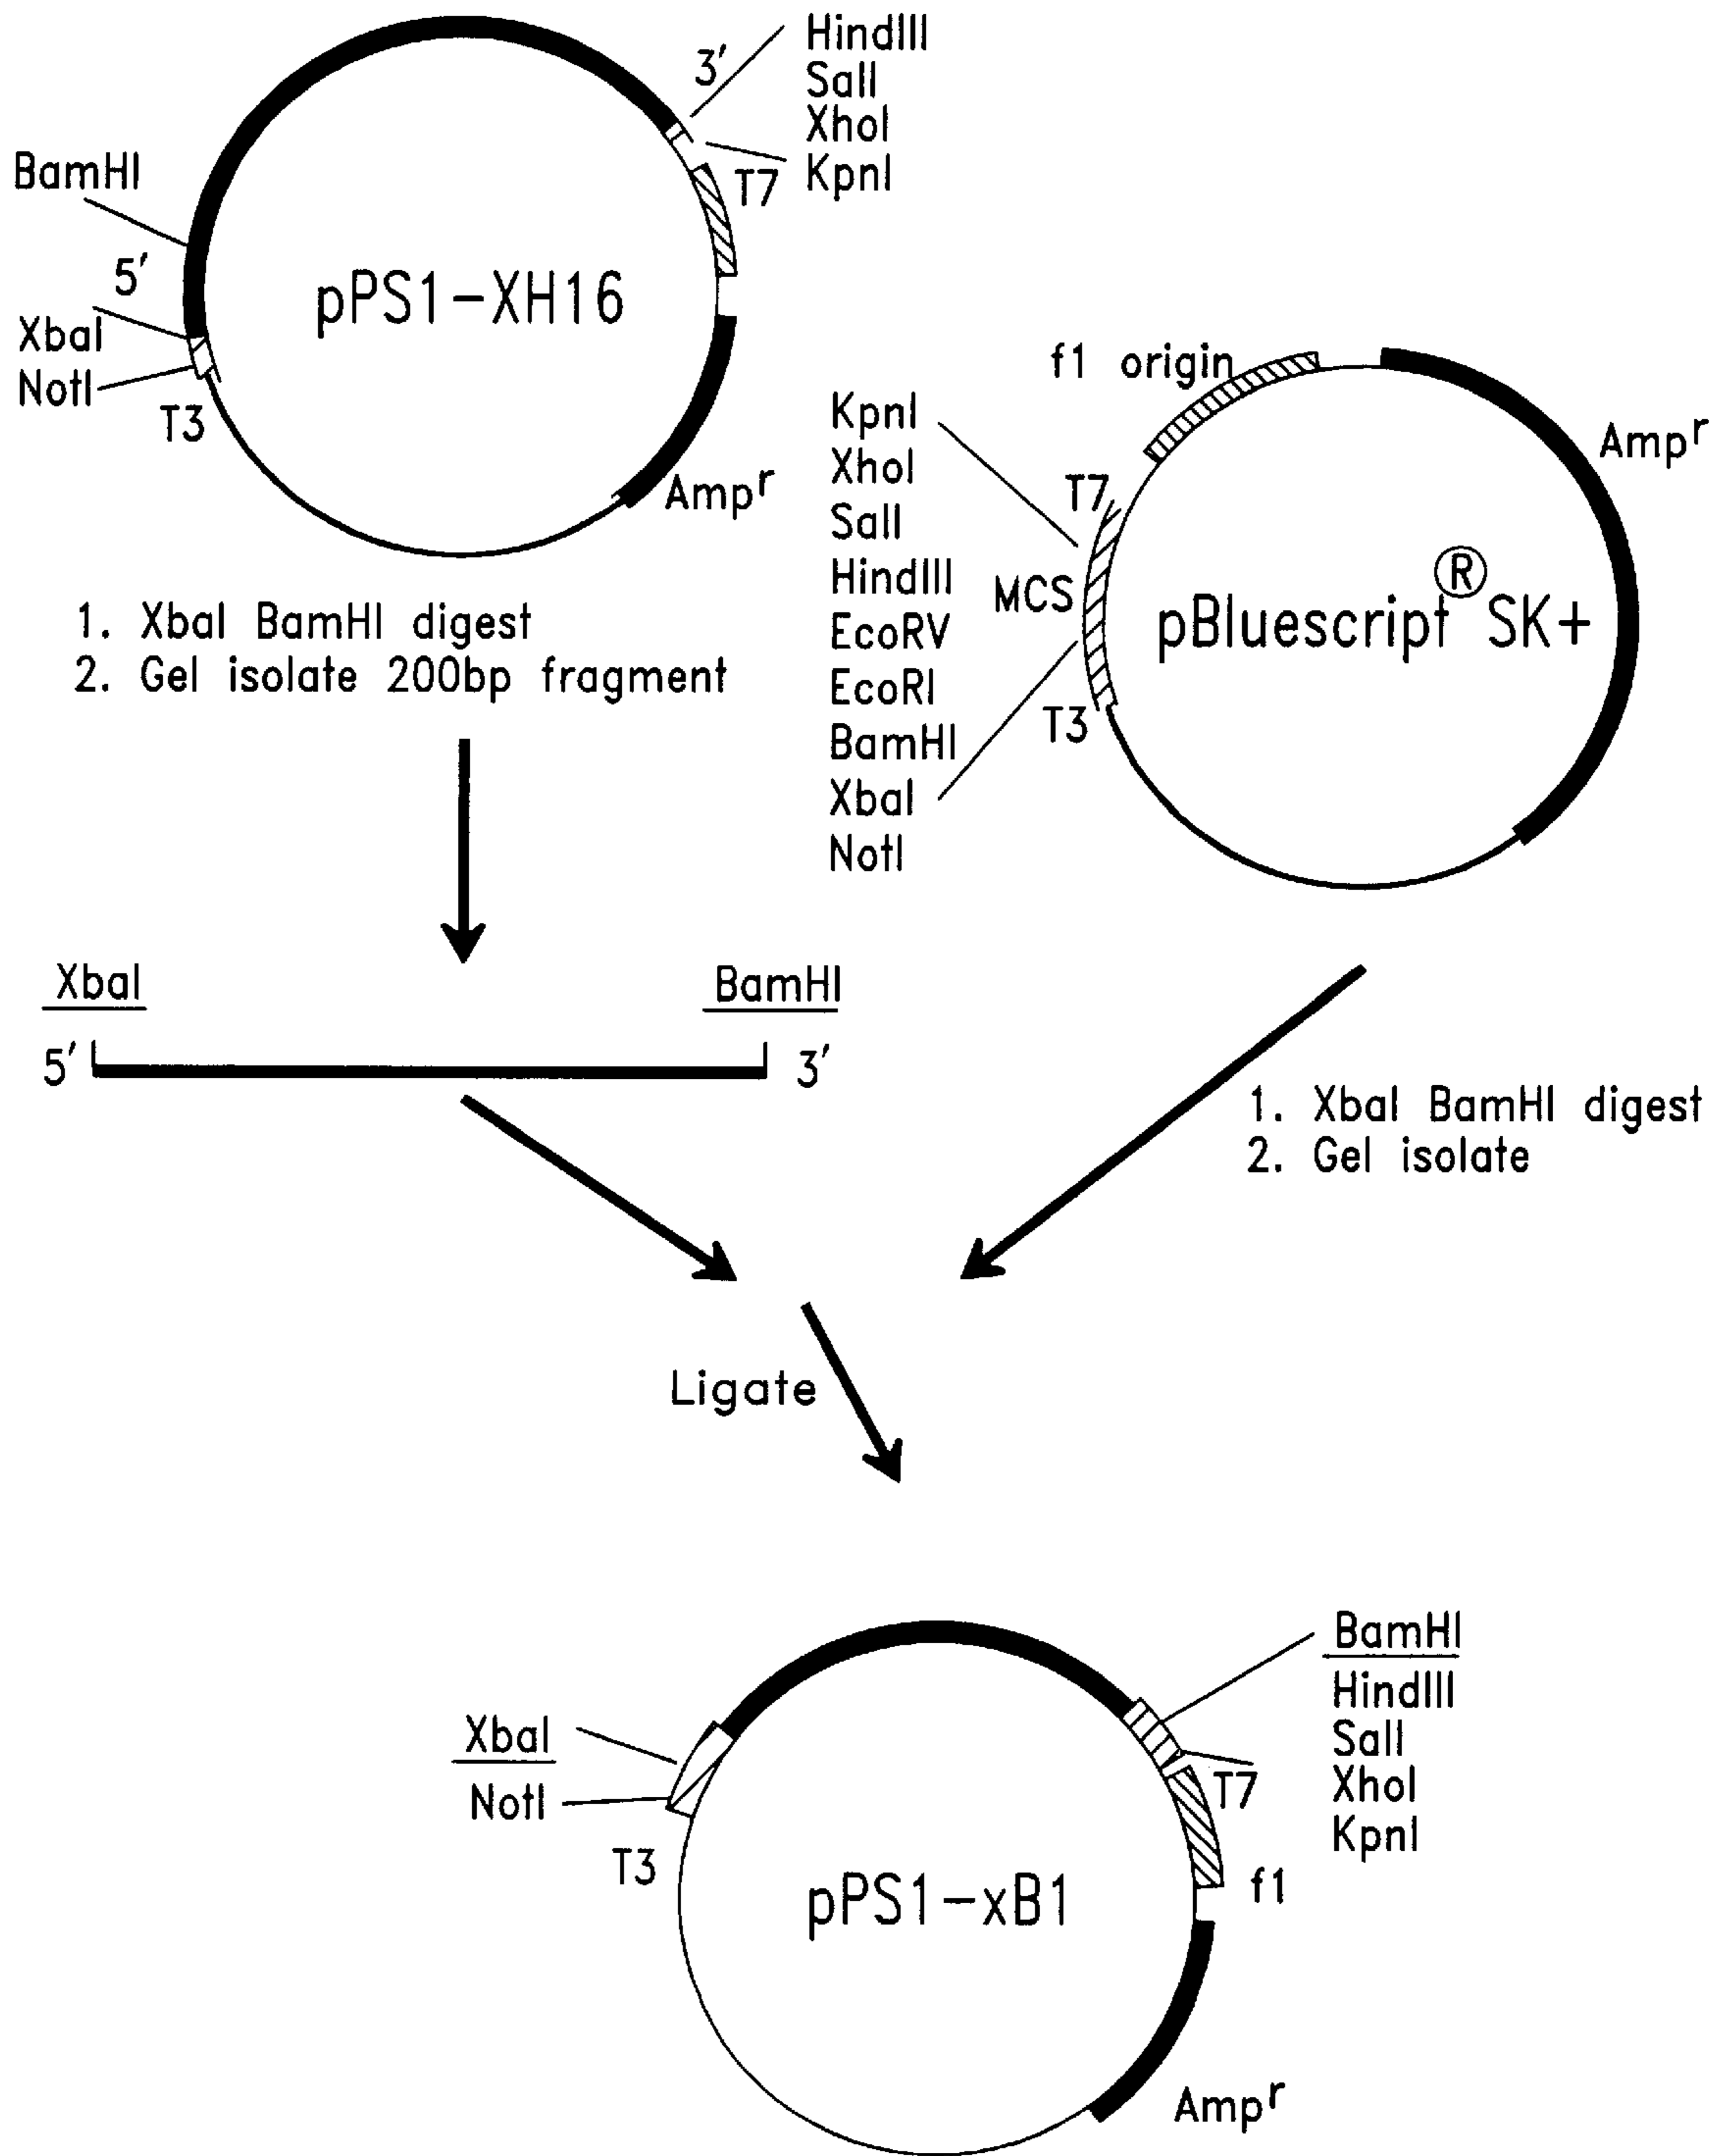 3'
HindIII
SalI
XhoI
KpnI
T7
BamHI
5'
XbaI
NotI
T3
pPS1-XH16
Amp^r
1. XbaI BamHI digest
2. Gel isolate 200bp fragment
f1 origin
Amp^r
KpnI
XhoI
SalI
HindIII
EcoRV
EcoRI
BamHI
XbaI
NotI
T7
MCS
T3
pBluescript® SK+
XbaI
BamHI
5'
3'
1. XbaI BamHI digest
2. Gel isolate
Ligate
BamHI
HindIII
SalI
XhoI
KpnI
XbaI
NotI
T3
T7
f1
pPS1-xB1
Amp^r